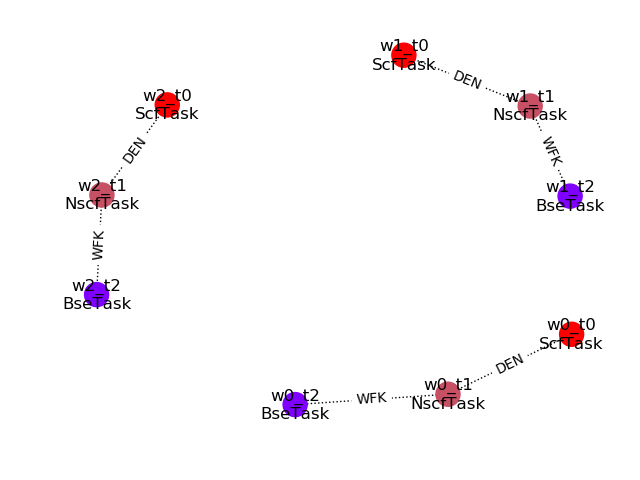 w1_t0
ScfTask
DEN
w1_t1
NscfTask
WFK
w1_t2
BseTask
w2_t0
ScfTask
DEN
w2_t1
NscfTask
WFK
w2_t2
BseTask
w0_t0
ScfTask
DEN
w0_t1
NscfTask
WFK
w0_t2
BseTask